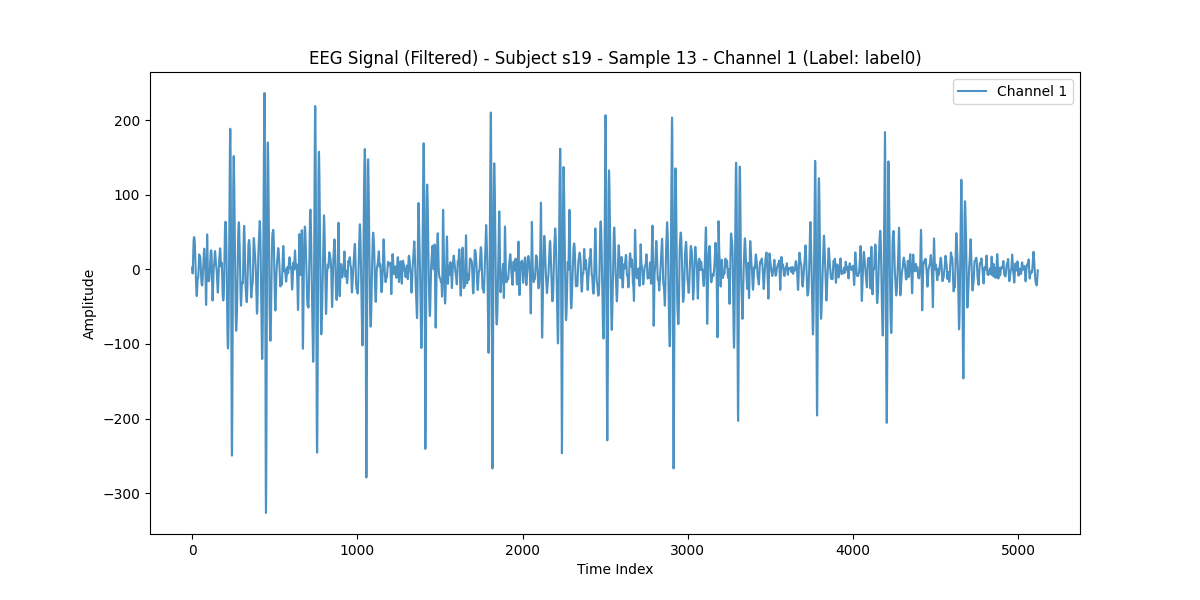 EEG Signal (Filtered) - Subject s19 - Sample 13 - Channel 1 (Label: label0)
Channel 1
200
100
0
−100
−200
−300
Amplitude
0 1000 2000 3000 4000 5000
Time Index